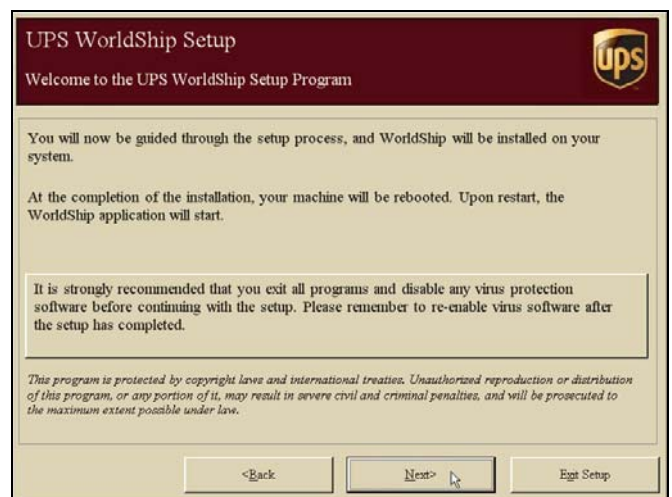 UPS WorldShip Setup
Welcome to the UPS WorldShip Setup Program
ups
You will now be guided through the setup process, and WorldShip will be installed on your
system.
At the completion of the installation, your machine will be rebooted. Upon restart, the
WorldShip application will start.
It is strongly recommended that you exit all programs and disable any virus protection
software before continuing with the setup. Please remember to re-enable virus software after
the setup has completed.
This program is protected by copyright laws and international treaties. Unauthorized reproduction or distribution
of this program, or any portion of it, may result in severe civil and criminal penalties, and will be prosecuted to
the maximum extent possible under law.
<Back
Next>
Exit Setup